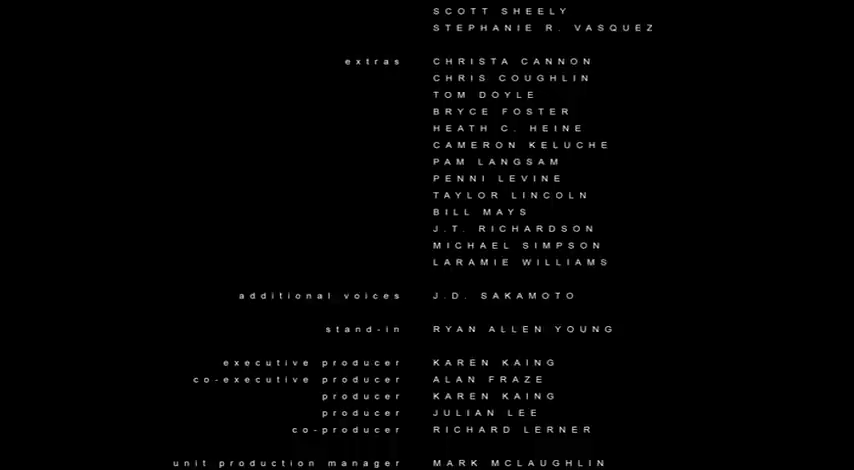 SCOTT SHEELY
STEPHANIE R. VASQUEZ
extras CHRISTA CANNON
CHRIS COUGHLIN
TOM DOYLE
BRYCE FOSTER
HEATH C. HEINE
CAMERON KELUCHE
PAM LANGSAM
PENNI LEVINE
TAYLOR LINCOLN
BILL MAYS
J.T. RICHARDSON
MICHAEL SIMPSON
LARAMIE WILLIAMS
additional voices J.D. SAKAMOTO
stand-in RYAN ALLEN YOUNG
executive producer KAREN KAING
co-executive producer ALAN FRAZE
producer KAREN KAING
producer JULIAN LEE
co-producer RICHARD LERNER
unit production manager MARK MCLAUGHLIN